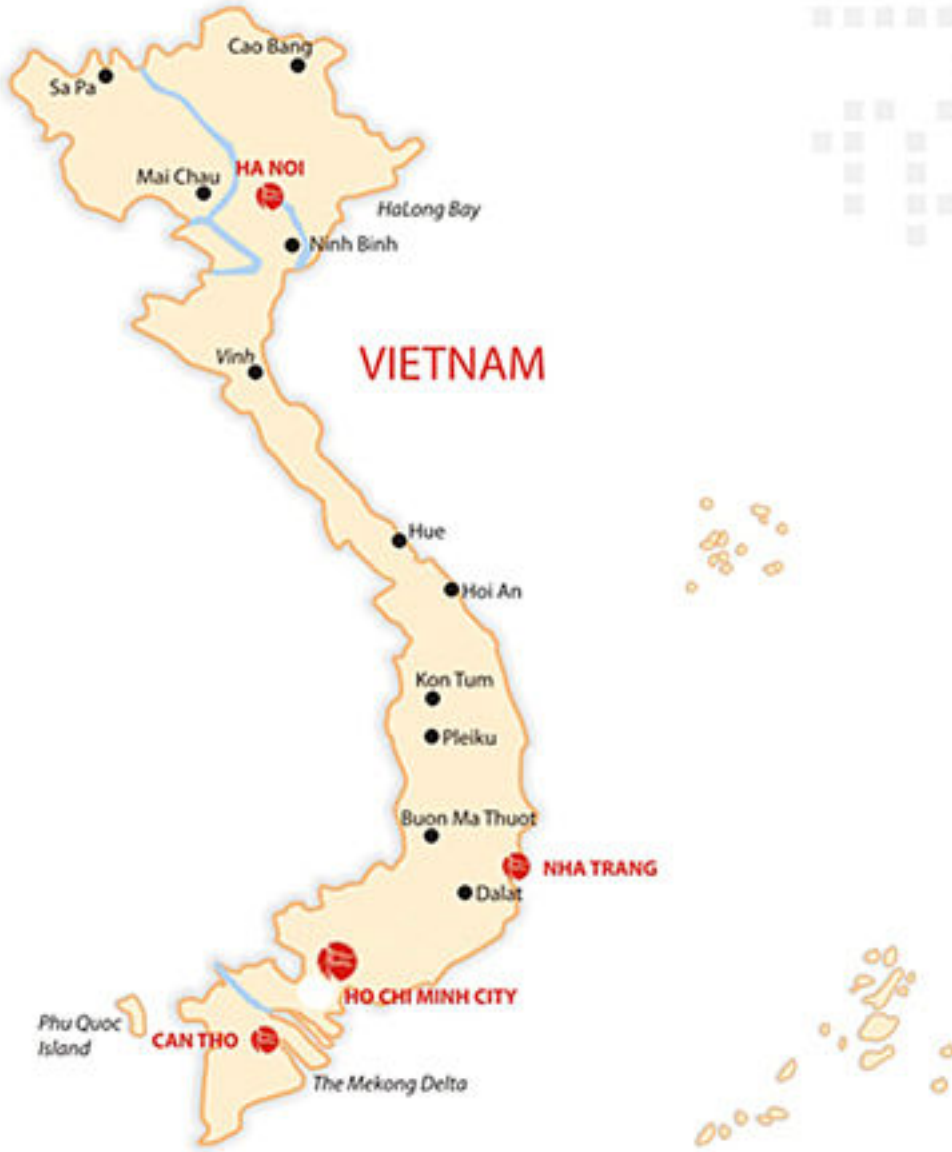 Cao Bang
Sa Pa
HA NOI
Mai Chau
HaLong Bay
Ninh Binh
VIETNAM
Vinh
Hue
Hoi An
Kon Tum
Pleiku
Buon Ma Thuot
NHA TRANG
Dalat
HO CHI MINH CITY
Phu Quoc
Island
CAN THO
The Mekong Delta